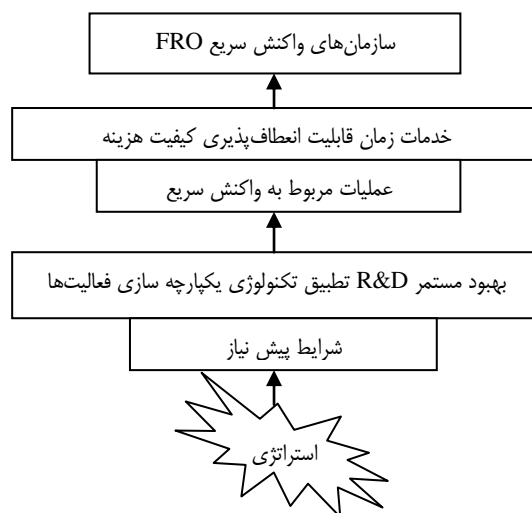 سازمان‌های واکنش سریع FRO
خدمات زمان قابلیت انعطاف‌پذیری کیفیت هزینه
عملیات مربوط به واکنش سریع
بهبود مستمر R&D تطبیق تکنولوژی یکپارچه سازی فعالیت‌ها
شرایط پیش نیاز
استراتژی